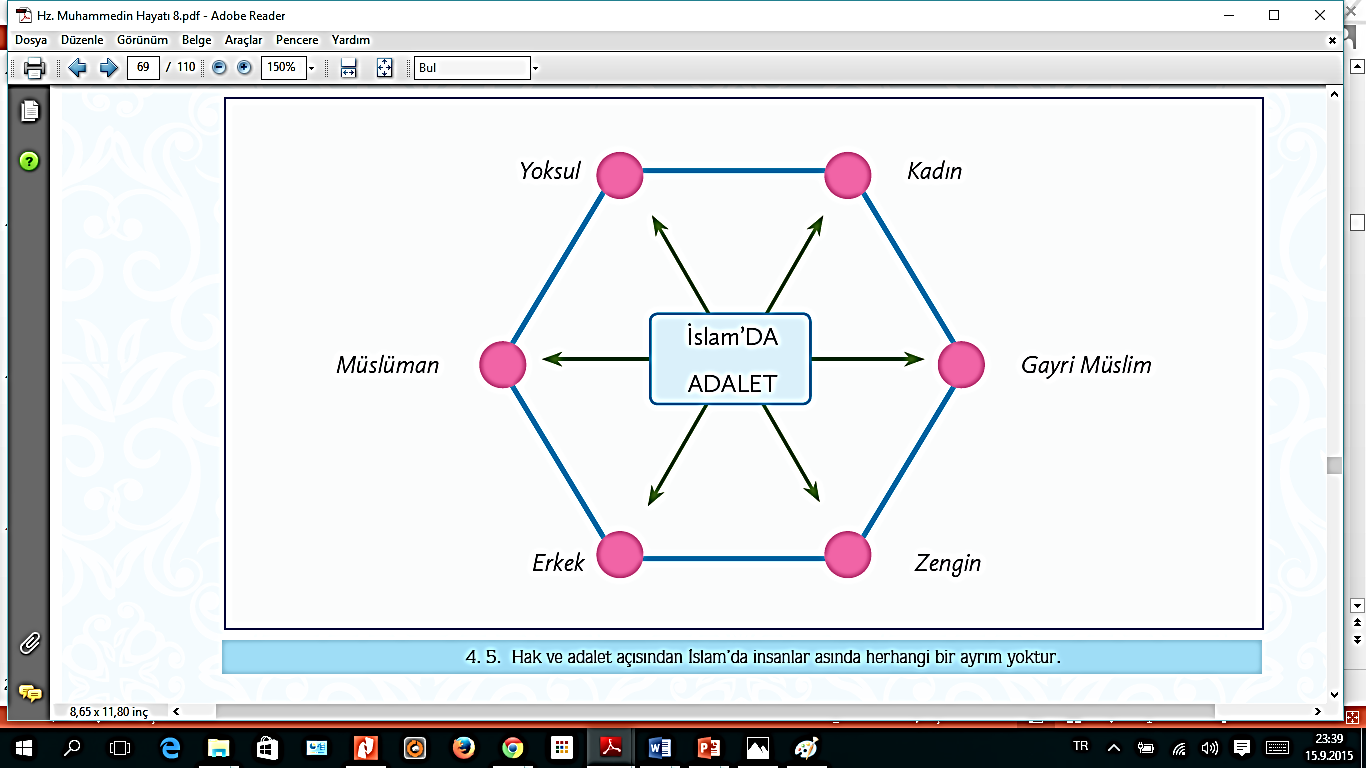 Hz. Muhammedin Hayatı 8.pdf - Adobe Reader
Dosya Düzenle Görünüm Belge Araçlar Pencere Yardım
69 / 110 150% Bul
Yoksul Kadın
İslam'DA
ADALET
Müslüman Gayri Müslim
Erkek Zengin
4. 5. Hak ve adalet açısından İslam'da insanlar asında herhangi bir ayrım yoktur.
8,65 x 11,80 inç
TR
23:39
15.9.2015